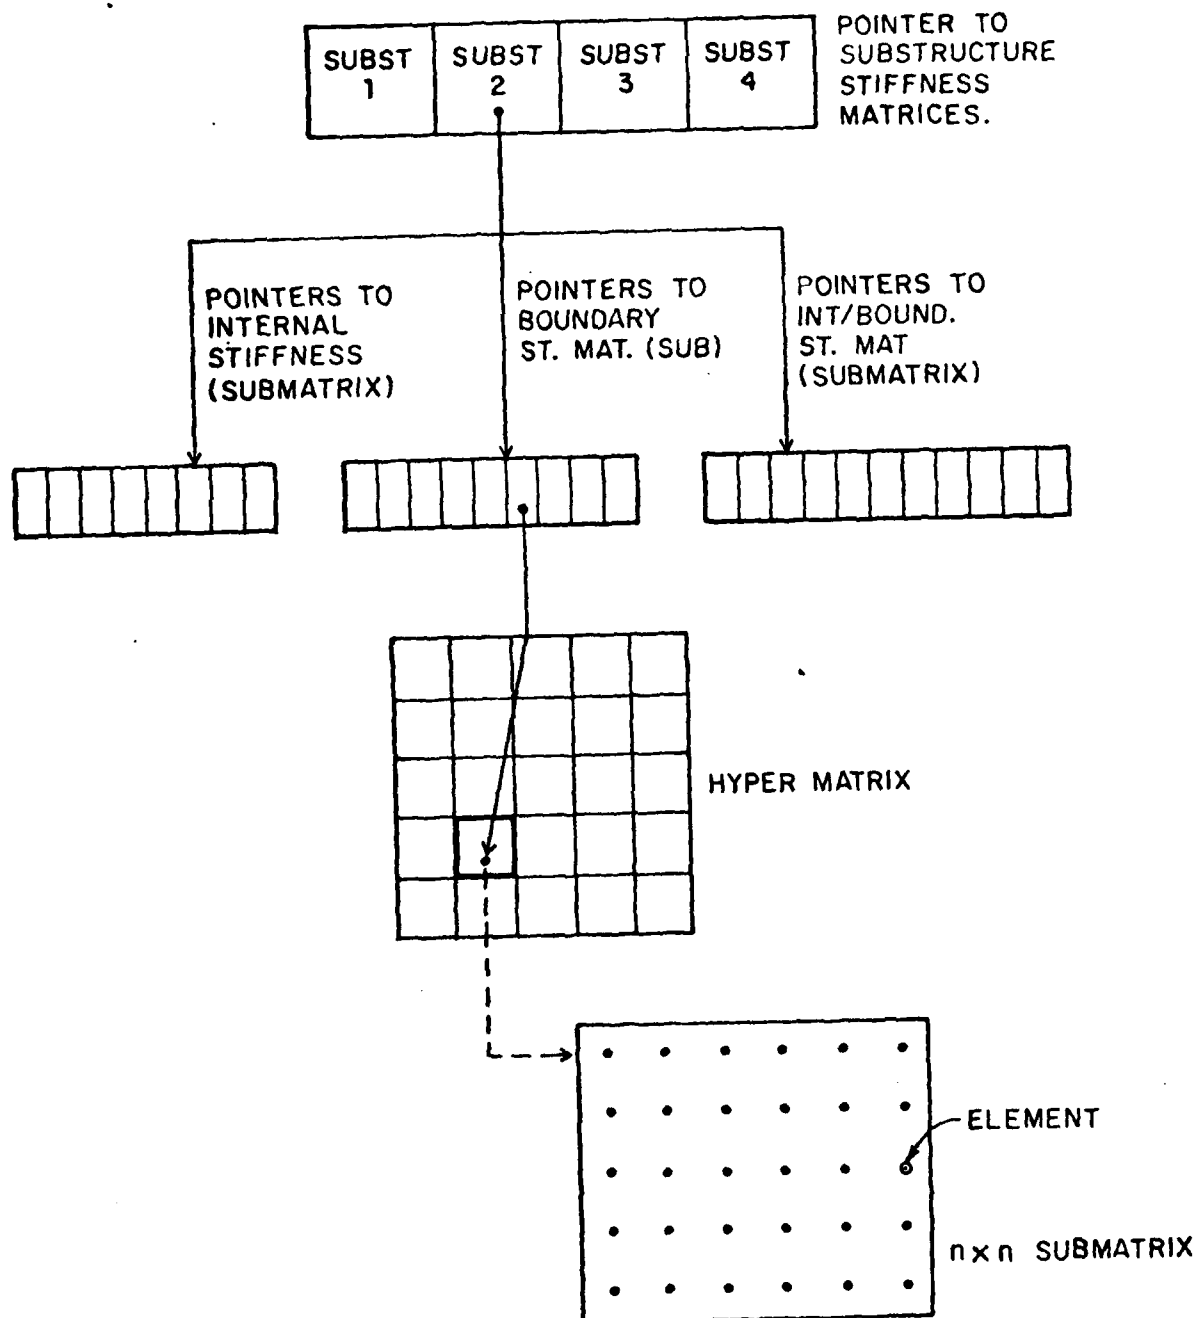 SUBST
1
SUBST
2
SUBST
3
SUBST
4
POINTER TO
SUBSTRUCTURE
STIFFNESS
MATRICES.
POINTERS TO
INTERNAL
STIFFNESS
(SUBMATRIX)
POINTERS TO
BOUNDARY
ST. MAT. (SUB)
POINTERS TO
INT/BOUND.
ST. MAT
(SUBMATRIX)
HYPER MATRIX
ELEMENT
n x n SUBMATRIX